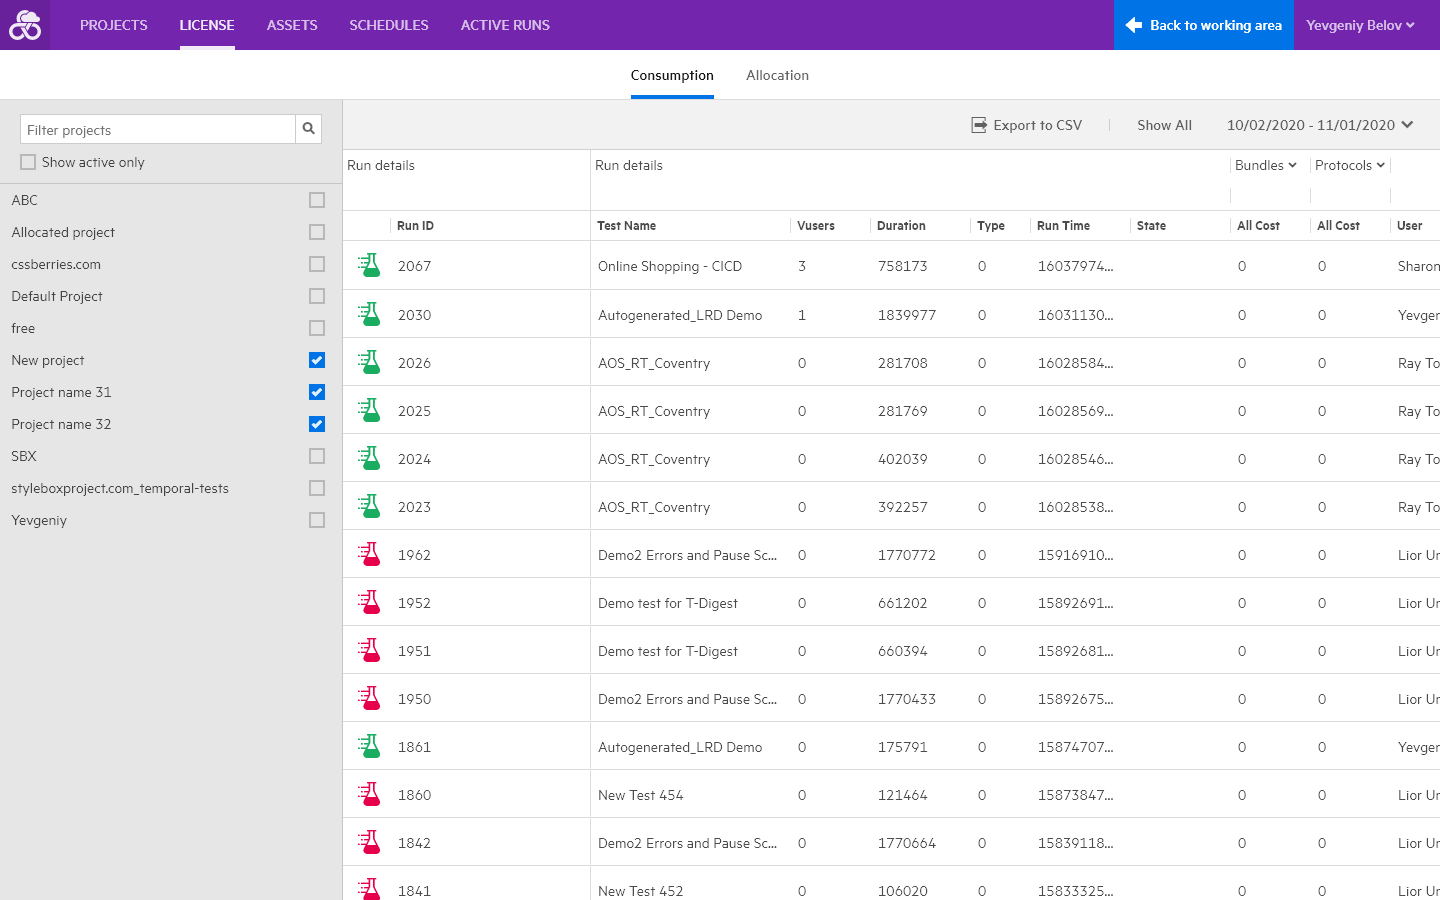 PROJECTS LICENSE ASSETS SCHEDULES ACTIVE RUNS Back to working area Yevgeniy Belov
Consumption Allocation
Filter projects
Show active only
ABC
Allocated project
cssberries.com
Default Project
free
New project
Project name 31
Project name 32
SBX
styleboxproject.com_temporal-tests
Yevgeniy
Export to CSV Show All 10/02/2020 - 11/01/2020
Run details Run details Bundles Protocols
Run ID Test Name Vusers Duration Type Run Time State All Cost All Cost User
2067 Online Shopping - CICD 3 758173 0 16037974... 0 0 Sharon
2030 Autogenerated_LRD Demo 1 1839977 0 16031130... 0 0 Yevger
2026 AOS_RT_Coventry 0 281708 0 16028584... 0 0 Ray To
2025 AOS_RT_Coventry 0 281769 0 16028569... 0 0 Ray To
2024 AOS_RT_Coventry 0 402039 0 16028546... 0 0 Ray To
2023 AOS_RT_Coventry 0 392257 0 16028538... 0 0 Ray To
1962 Demo2 Errors and Pause Sc... 0 1770772 0 15916910... 0 0 Lior Ur
1952 Demo test for T-Digest 0 661202 0 15892691... 0 0 Lior Ur
1951 Demo test for T-Digest 0 660394 0 15892681... 0 0 Lior Ur
1950 Demo2 Errors and Pause Sc... 0 1770433 0 15892675... 0 0 Lior Ur
1861 Autogenerated_LRD Demo 0 175791 0 15874707... 0 0 Yevger
1860 New Test 454 0 121464 0 15873847... 0 0 Lior Ur
1842 Demo2 Errors and Pause Sc... 0 1770664 0 15839118... 0 0 Lior Ur
1841 New Test 452 0 106020 0 15833325... 0 0 Lior Ur